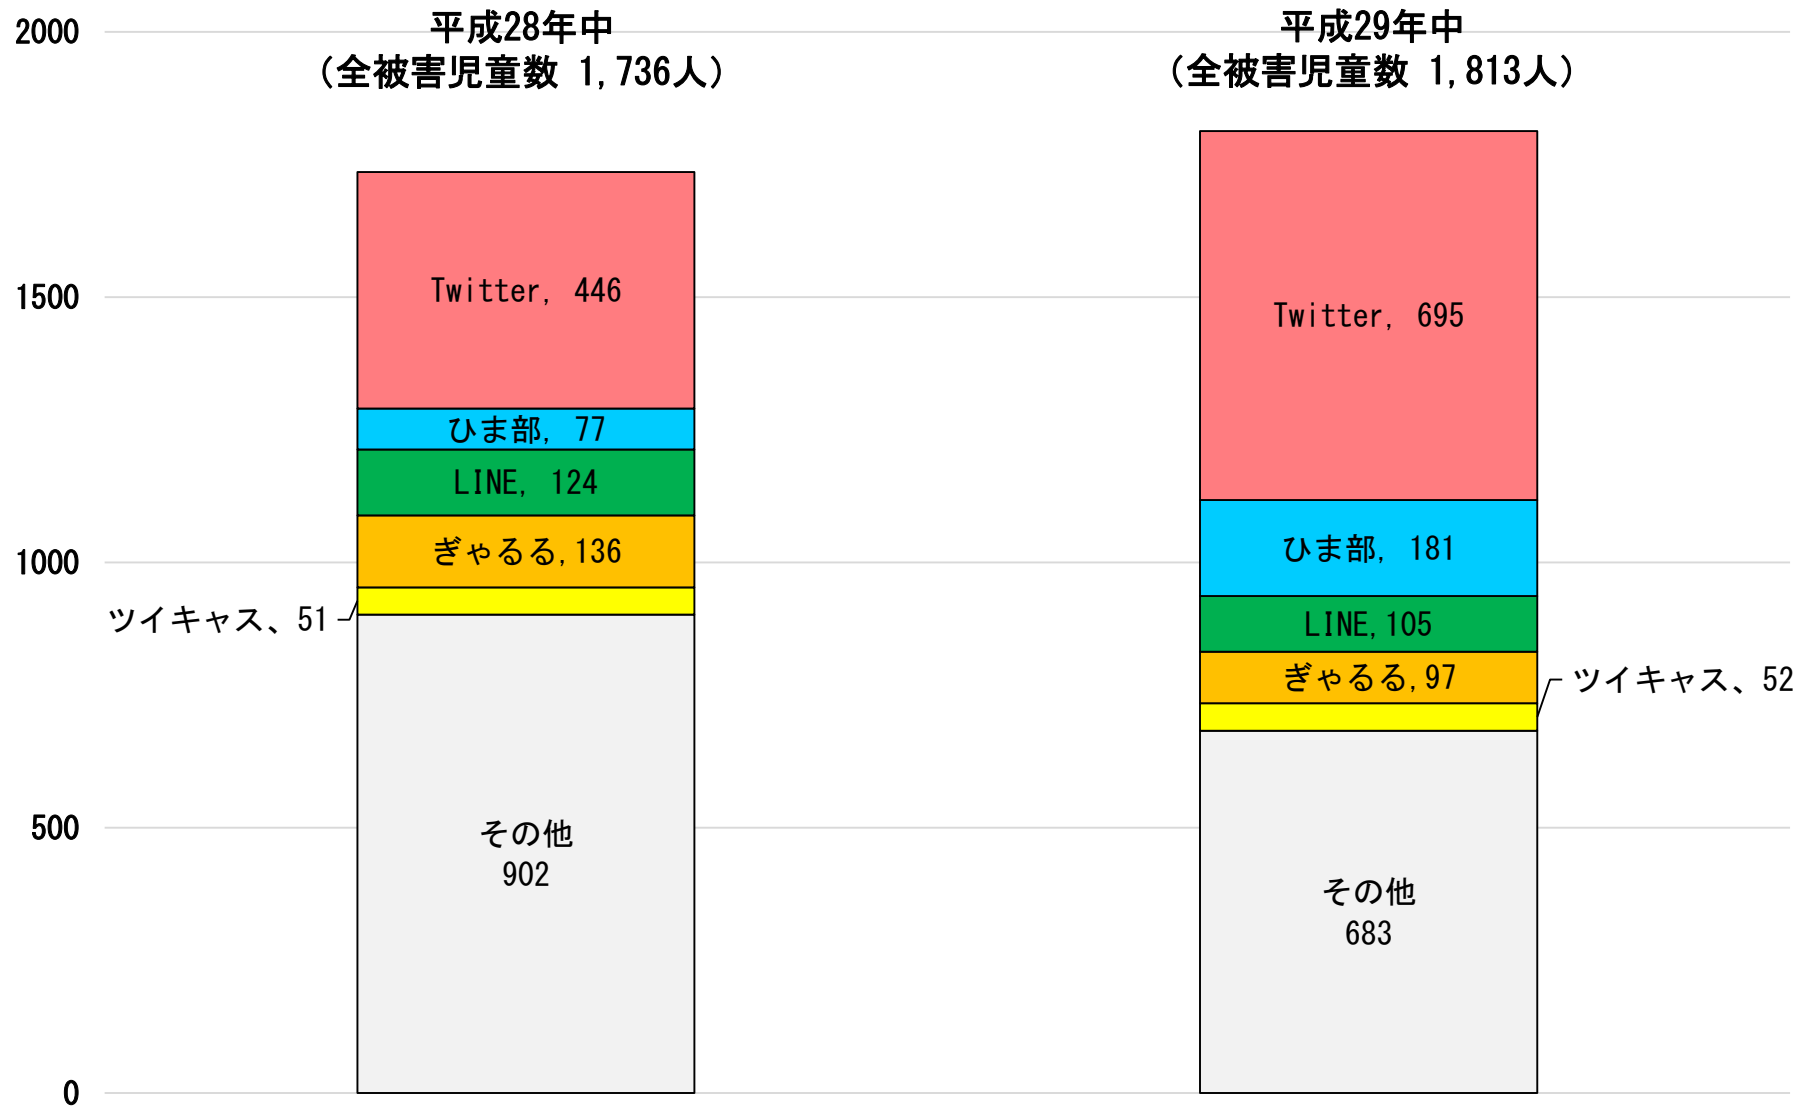 平成28年中
（全被害児童数 1,736人）
平成29年中
（全被害児童数 1,813人）
2000
1500
1000
500
0
Twitter, 446
ひま部, 77
LINE, 124
ぎゃるる,136
ツイキャス、51
その他
902
Twitter, 695
ひま部, 181
LINE,105
ぎゃるる,97
ツイキャス、52
その他
683